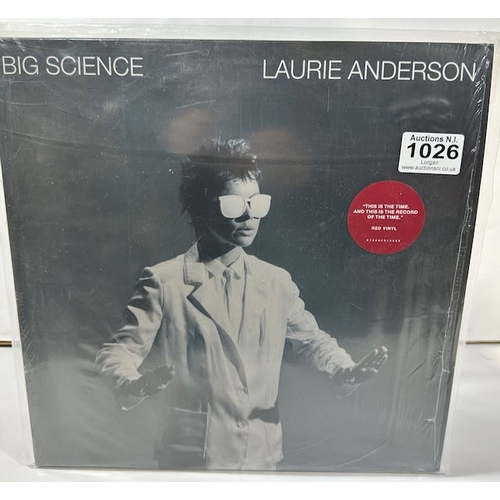 BIG SCIENCE
LAURIE ANDERSON
Auctions N.I.
1026
Lurgan
www.auctionsni.co.uk
"THIS IS THE TIME.
AND THIS IS THE RECORD
OF THE TIME."
RED VINYL